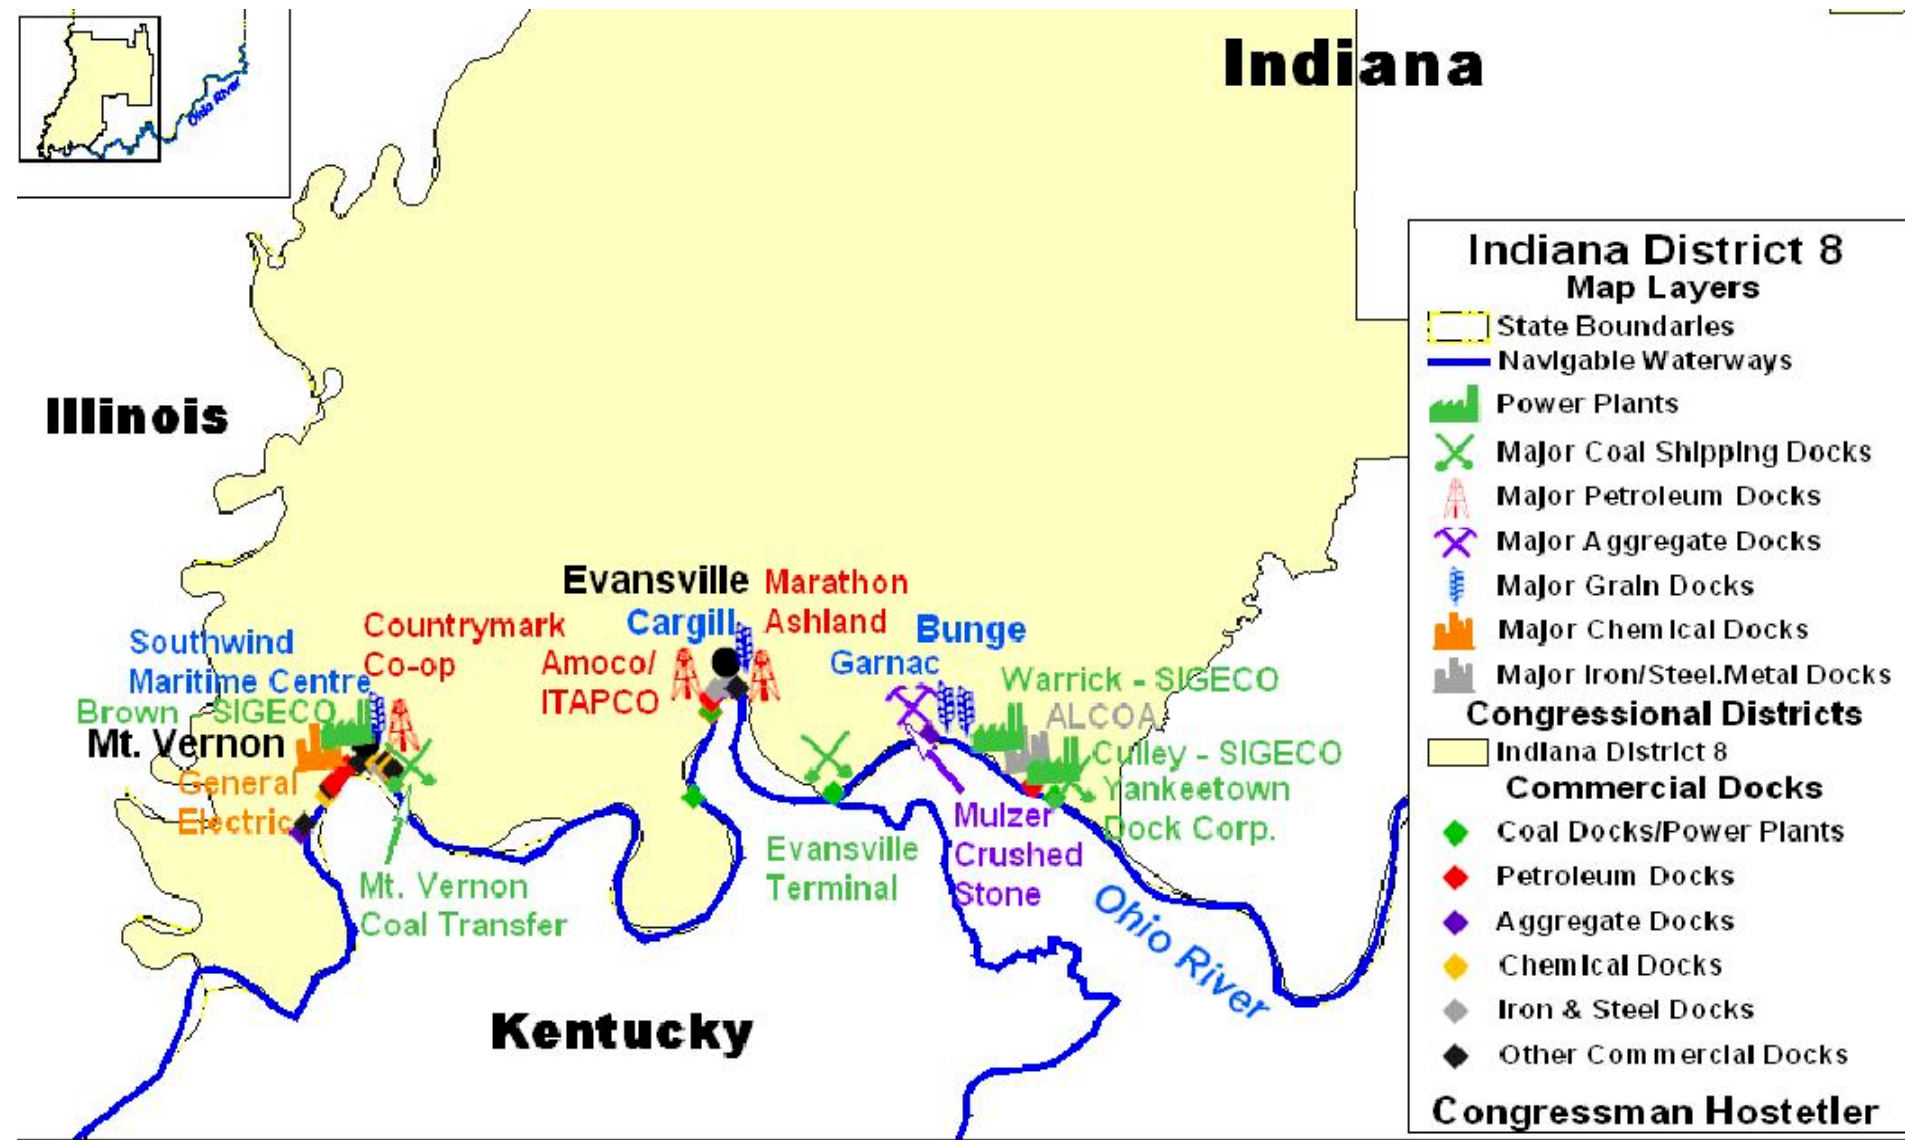 Ohio River
Indiana
Illinois
Evansville
Marathon
Ashland
Cargill
Bunge
Garnac
Countrymark
Co-op
Amoco/
ITAPCO
Southwind
Maritime Centre
Brown SIGECO
Mt. Vernon
General
Electric
Warrick - SIGECO
ALCOA
Culley - SIGECO
Yankeetown
Dock Corp.
Mulzer
Crushed
Stone
Evansville
Terminal
Mt. Vernon
Coal Transfer
Ohio River
Kentucky
Indiana District 8
Map Layers
State Boundaries
Navigable Waterways
Power Plants
Major Coal Shipping Docks
Major Petroleum Docks
Major Aggregate Docks
Major Grain Docks
Major Chemical Docks
Major Iron/Steel.Metal Docks
Congressional Districts
Indiana District 8
Commercial Docks
Coal Docks/Power Plants
Petroleum Docks
Aggregate Docks
Chemical Docks
Iron & Steel Docks
Other Commercial Docks
Congressman Hostetler